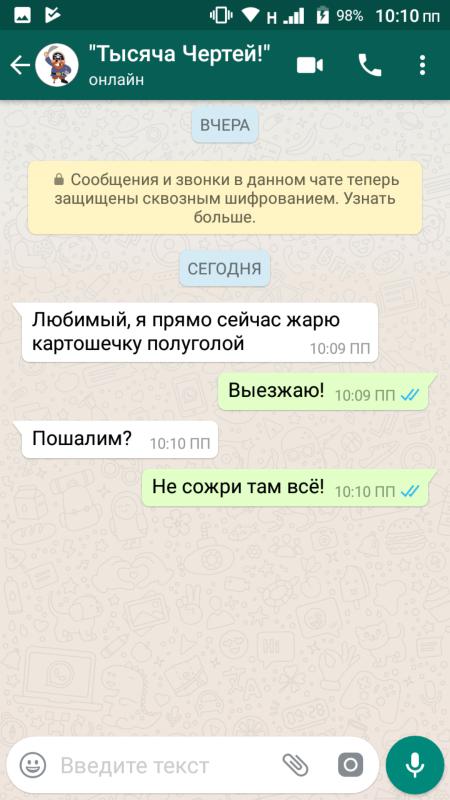 Н 98% 10:10 пп
"Тысяча Чертей!"
онлайн
ВЧЕРА
Сообщения и звонки в данном чате теперь
защищены сквозным шифрованием. Узнать
больше.
СЕГОДНЯ
Любимый, я прямо сейчас жарю
картошечку полуголой 10:09 ПП
Выезжаю! 10:09 ПП
Пошалим? 10:10 ПП
Не сожри там всё! 10:10 ПП
Введите текст